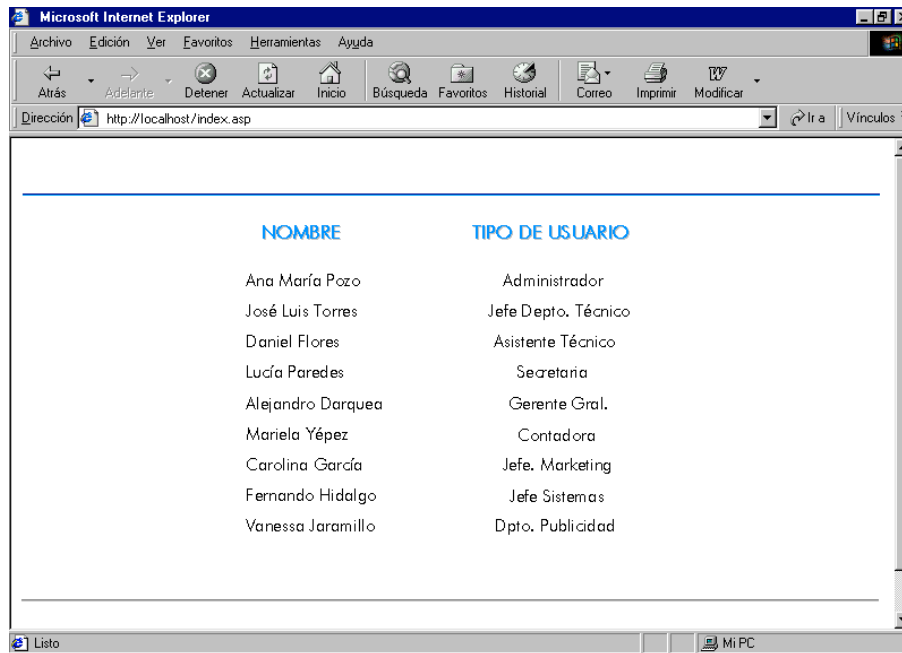 Microsoft Internet Explorer
Archivo Edición Ver Favoritos Herramientas Ayuda
Atrás Adelante Detener Actualizar Inicio Búsqueda Favoritos Historial Correo Imprimir Modificar
Dirección http://localhost/index.asp Ir a Vínculos
NOMBRE TIPO DE USUARIO
Ana María Pozo Administrador
José Luis Torres Jefe Depto. Técnico
Daniel Flores Asistente Técnico
Lucía Paredes Secretaria
Alejandro Darquea Gerente Gral.
Mariela Yépez Contadora
Carolina García Jefe. Marketing
Fernando Hidalgo Jefe Sistemas
Vanessa Jaramillo Dpto. Publicidad
Listo Mi PC